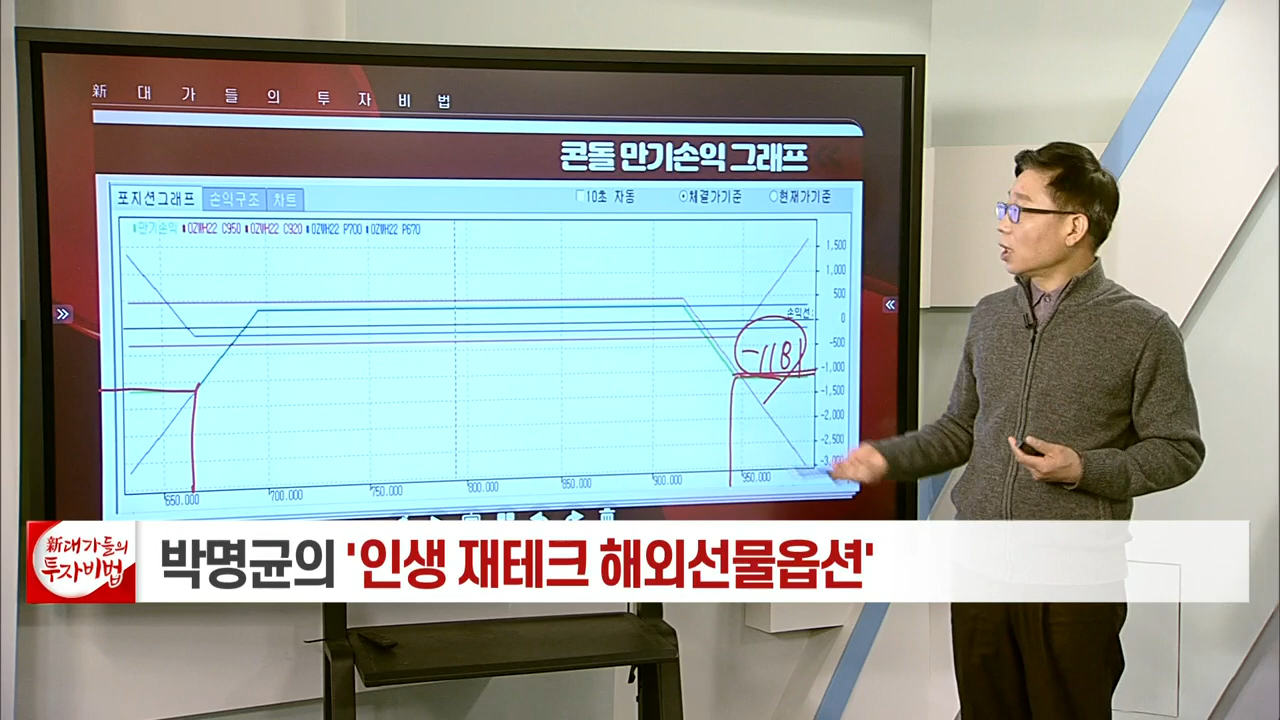 新 대 가 들 의 투 자 비 법
콘돌 만기손익 그래프
포지션그래프 손익구조 차트 10초 자동 체결가기준 현재가기준
만기손익 OZWH22 C950 OZWH22 C920 OZWH22 P700 OZWH22 P670
1,500
1,000
500
0
손익선:
-500
-118
-1,000
-1,500
-2,000
-2,500
-3,000
650.000 700.000 750.000 800.000 850.000 900.000 950.000
新 대가들의
투자비법
박명균의 '인생 재테크 해외선물옵션'